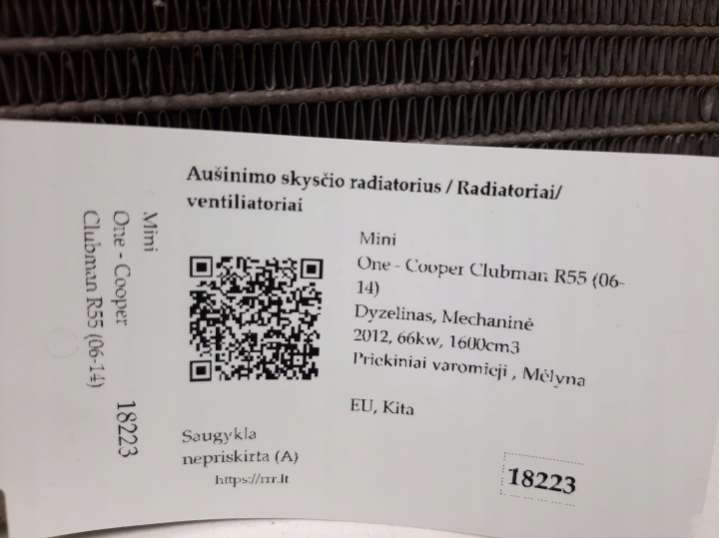 Aušinimo skysčio radiatorius / Radiatoriai/
ventiliatoriai
Mini
One - Cooper Clubman R55 (06-
14)
Dyzelinas, Mechaninė
2012, 66kw, 1600cm3
Priekiniai varomieji , Mėlyna
EU, Kita
Saugykla
nepriskirta (A)
https://rrr.lt
18223
Mini
One - Cooper
Clubman R55 (06-14)
18223